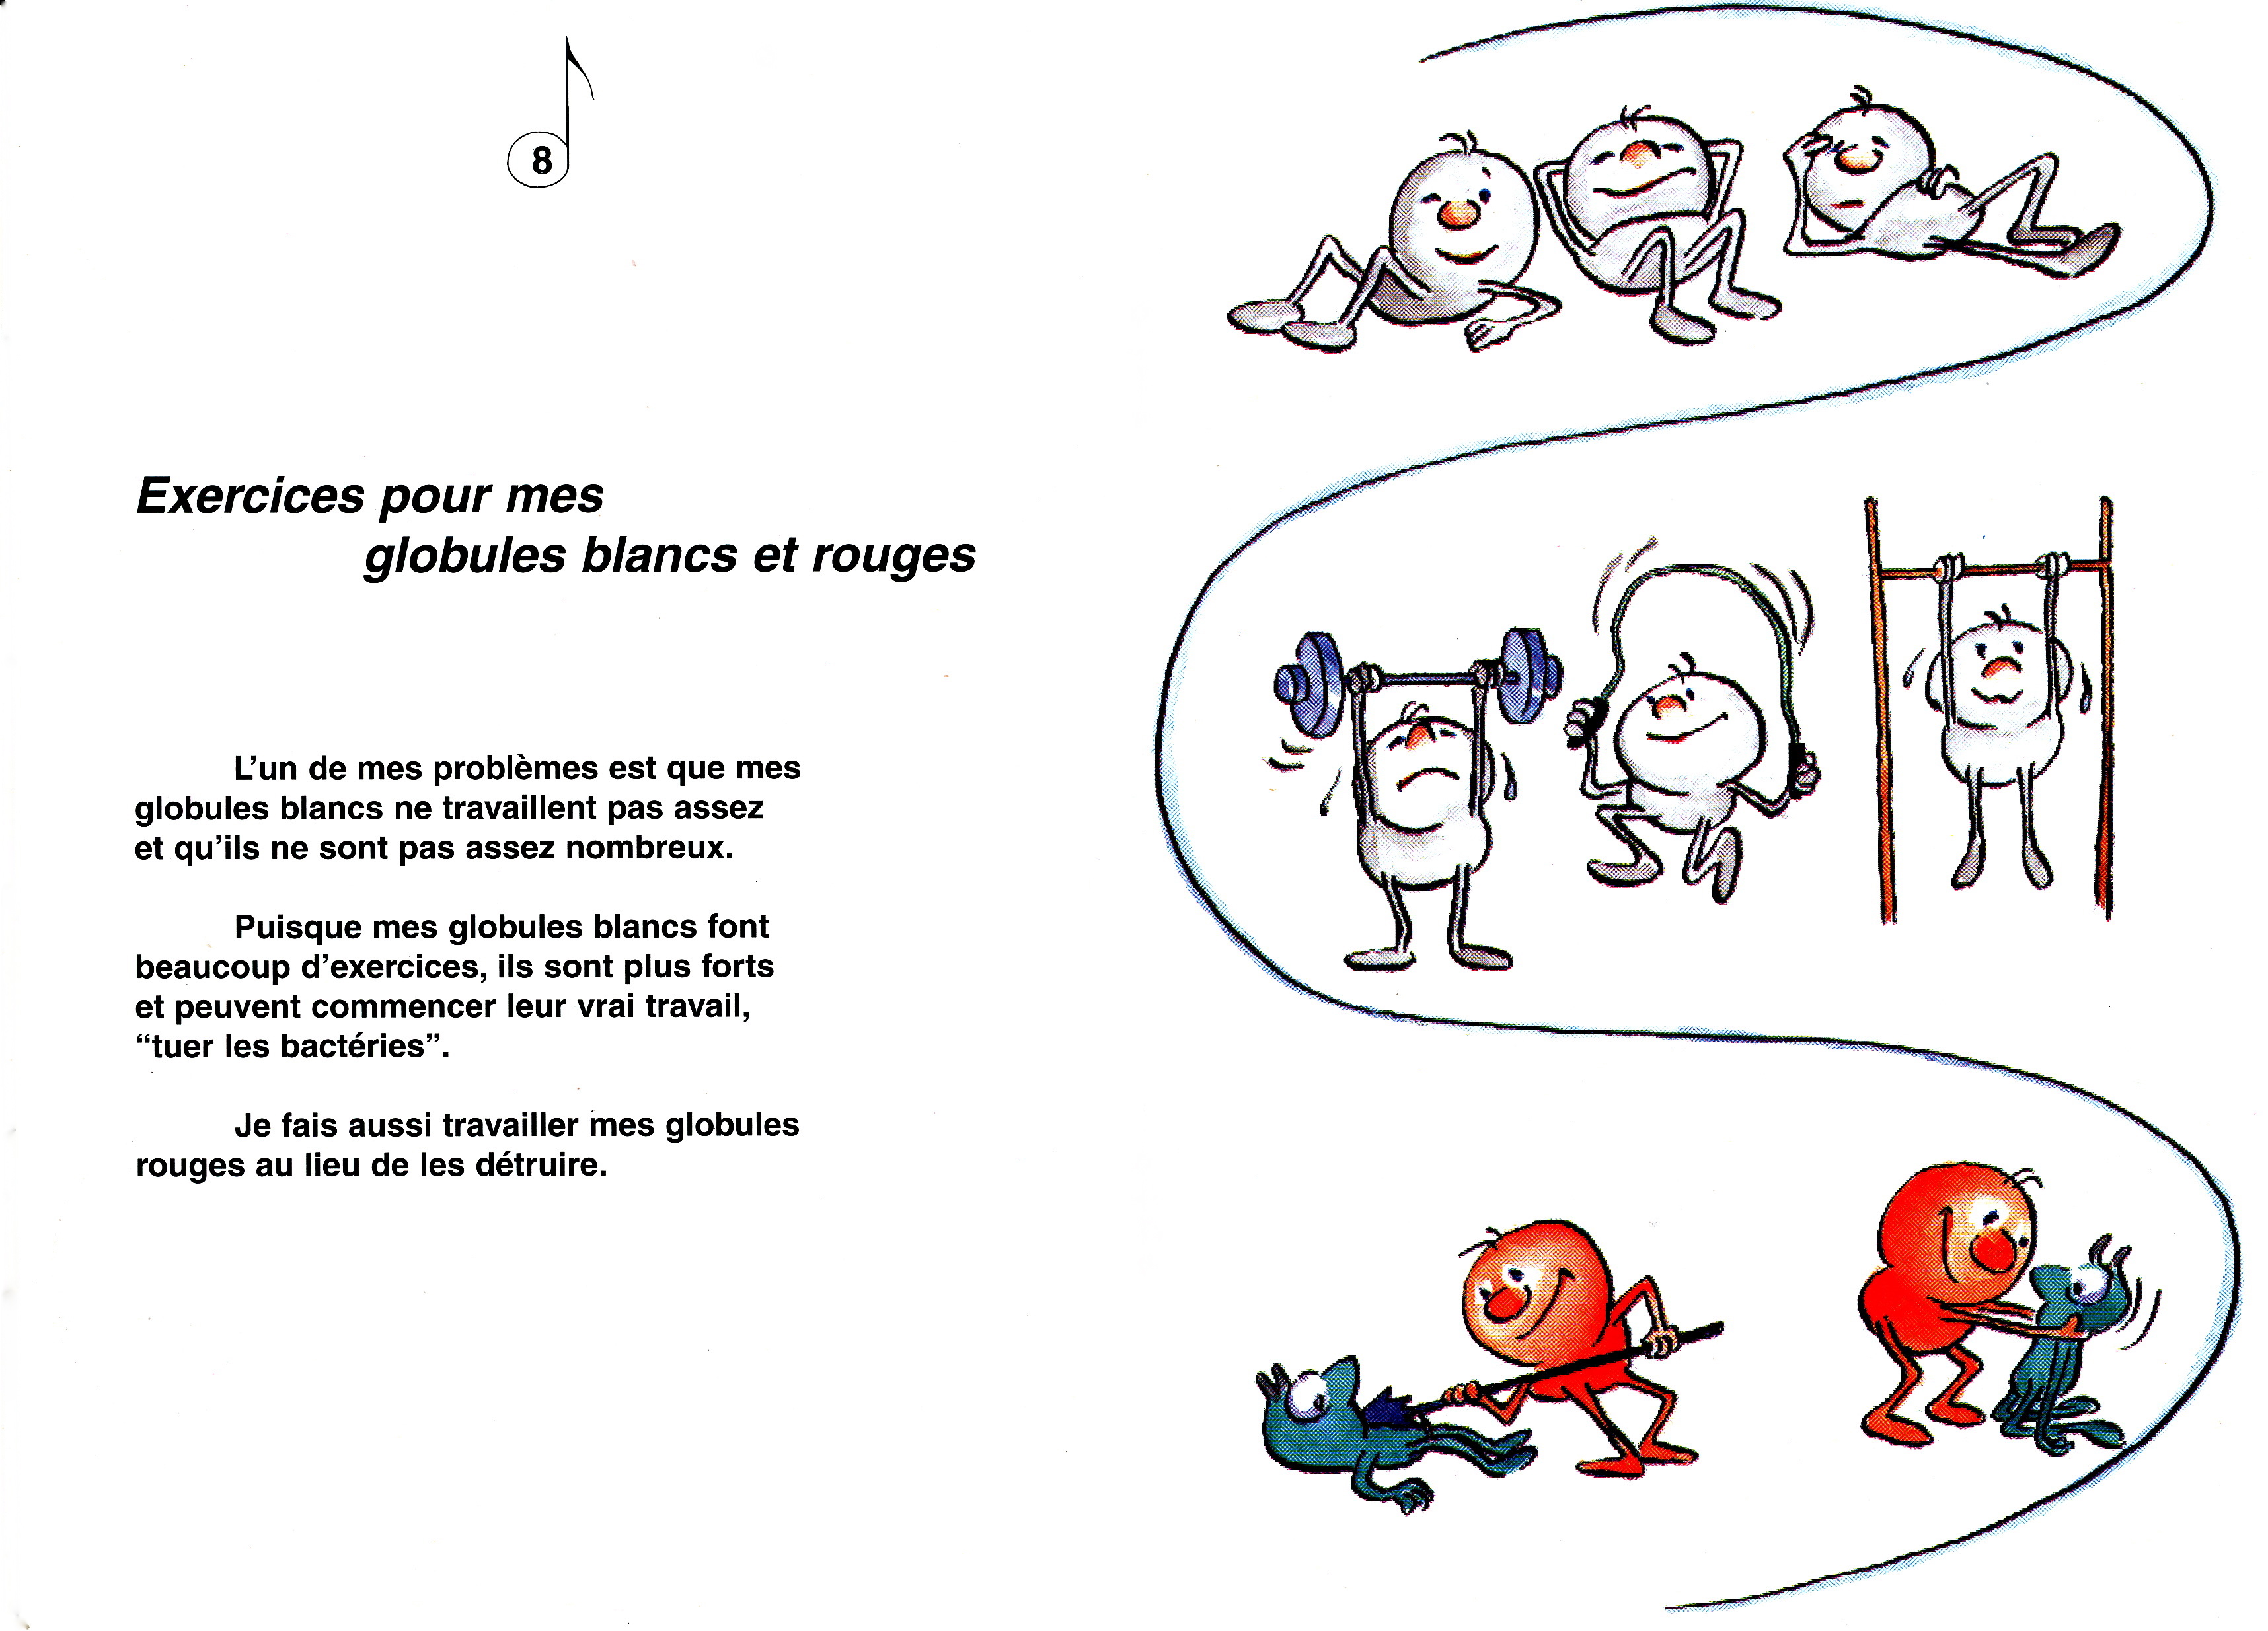 8
Exercices pour mes
globules blancs et rouges
L'un de mes problèmes est que mes
globules blancs ne travaillent pas assez
et qu'ils ne sont pas assez nombreux.
Puisque mes globules blancs font
beaucoup d'exercices, ils sont plus forts
et peuvent commencer leur vrai travail,
“tuer les bactéries”.
Je fais aussi travailler mes globules
rouges au lieu de les détruire.